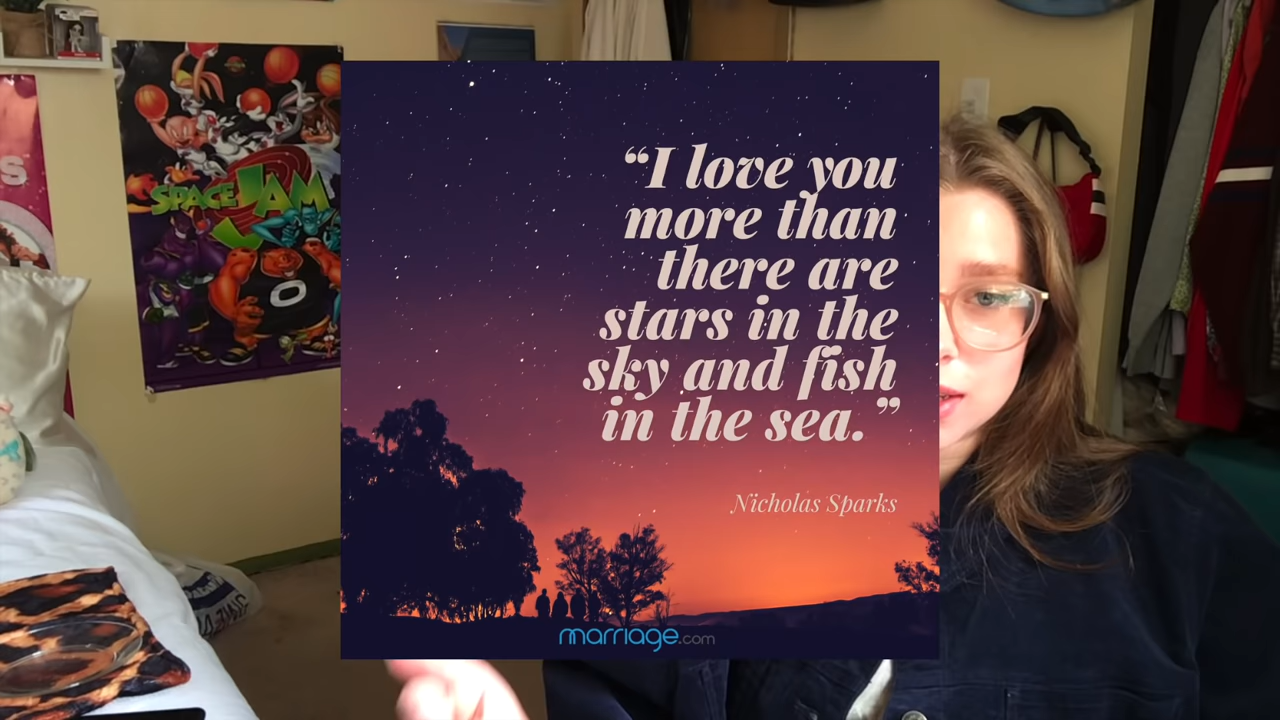 S
SPACE JAM
“I love you
more than
there are
stars in the
sky and fish
in the sea.”
Nicholas Sparks
marriage.com